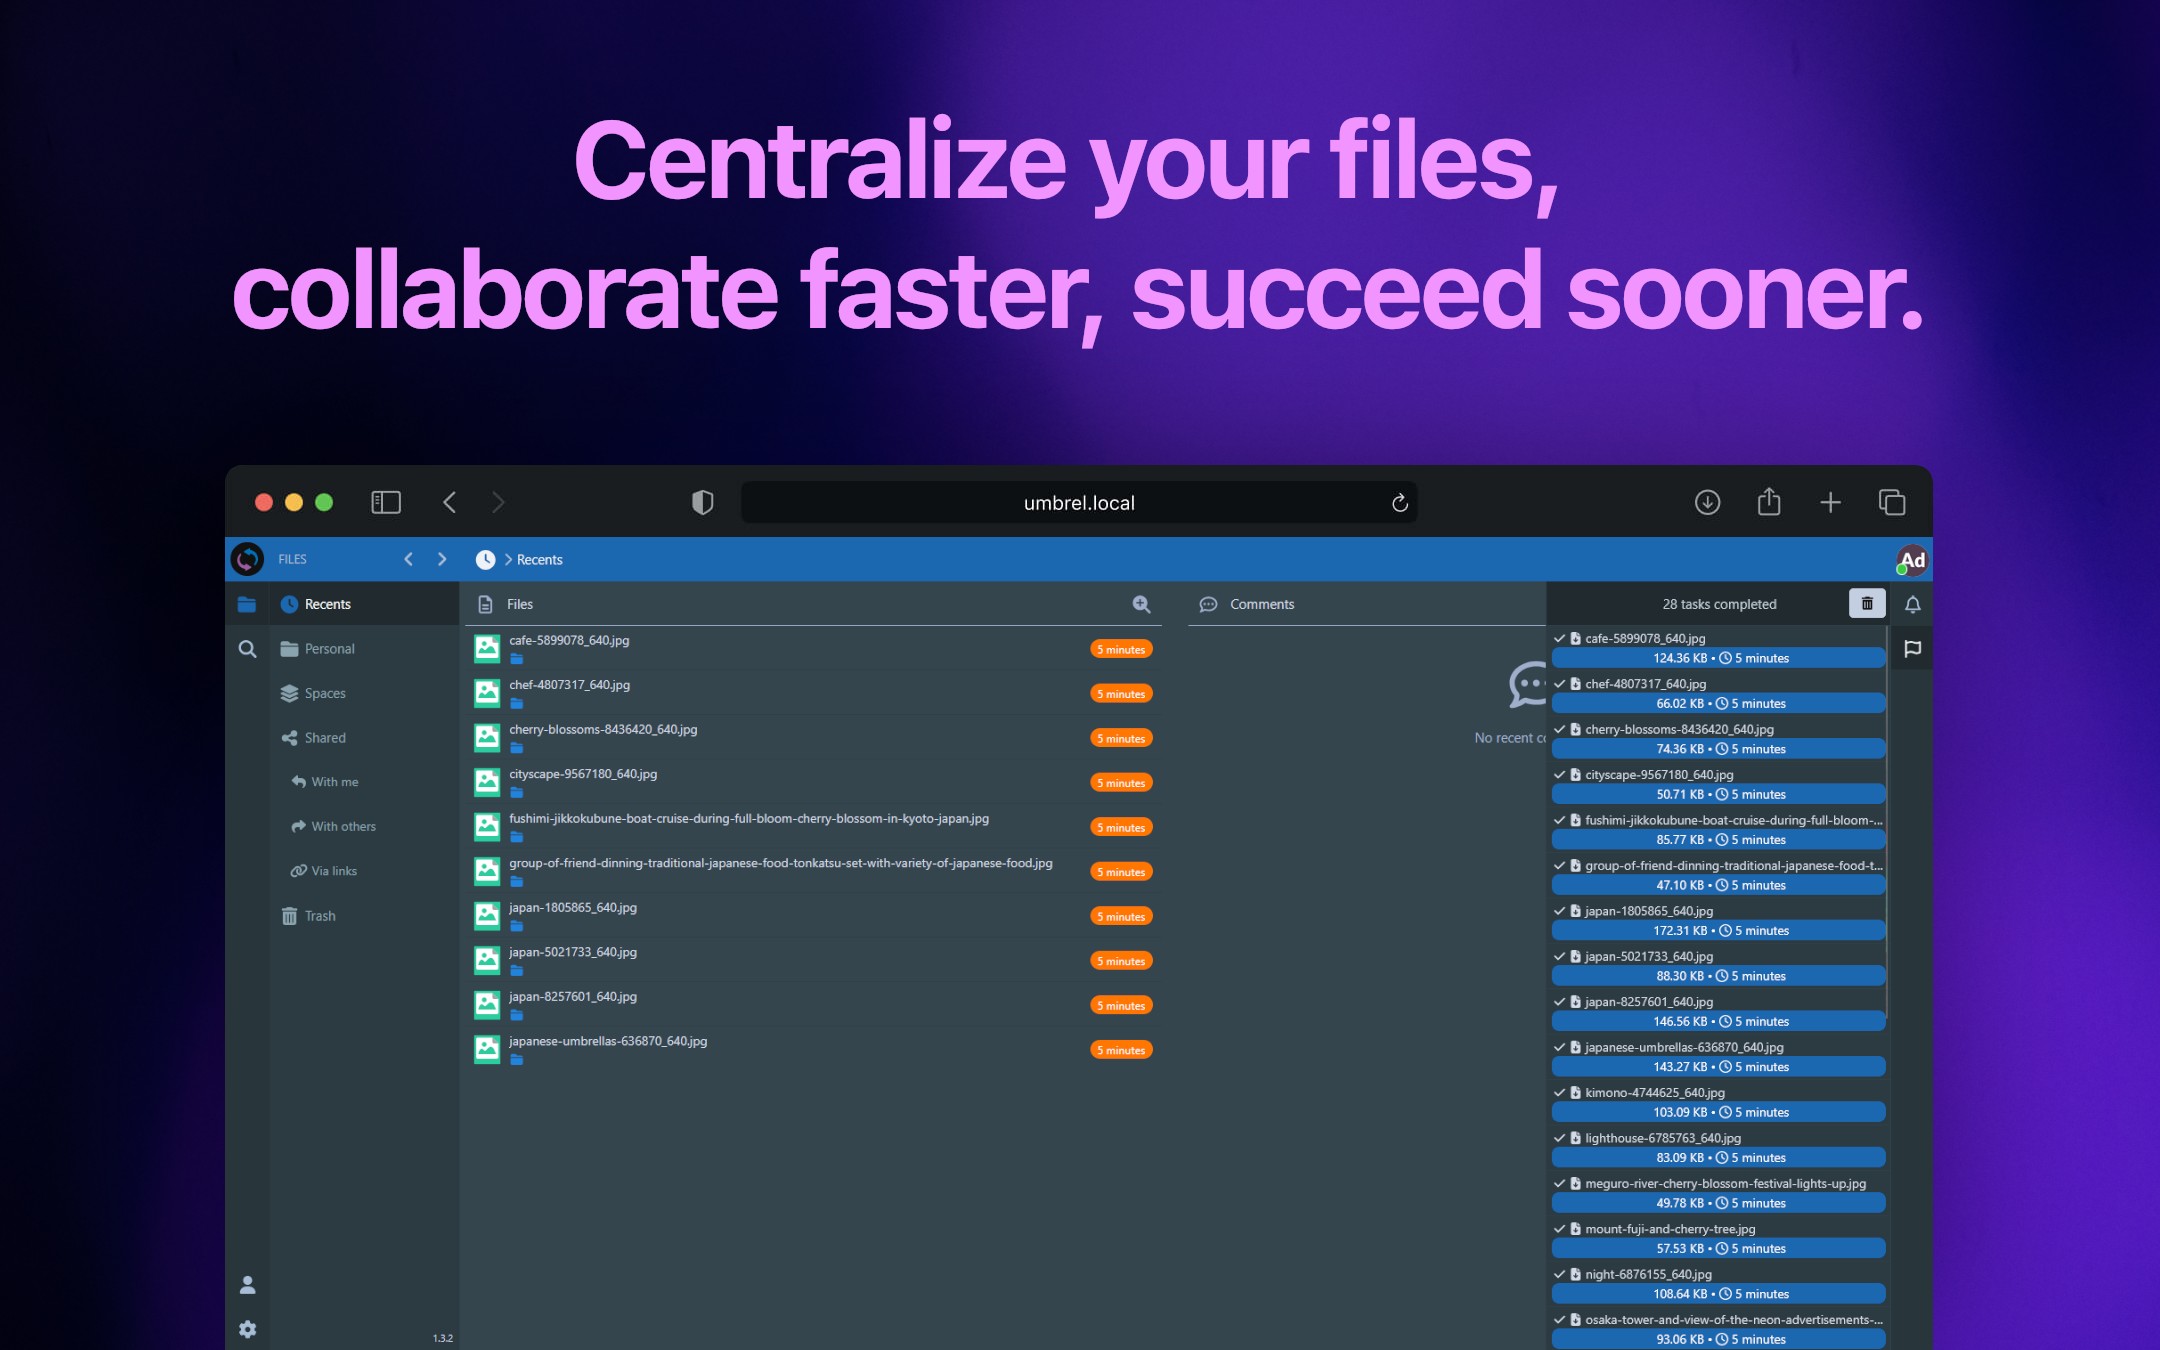 Centralize your files,
collaborate faster, succeed sooner.
umbrel.local
FILES
Recents
Ad
Recents
Personal
Spaces
Shared
With me
With others
Via links
Trash
1.3.2
Files
cafe-5899078_640.jpg
5 minutes
chef-4807317_640.jpg
5 minutes
cherry-blossoms-8436420_640.jpg
5 minutes
cityscape-9567180_640.jpg
5 minutes
fushimi-jikkokubune-boat-cruise-during-full-bloom-cherry-blossom-in-kyoto-japan.jpg
5 minutes
group-of-friend-dinning-traditional-japanese-food-tonkatsu-set-with-variety-of-japanese-food.jpg
5 minutes
japan-1805865_640.jpg
5 minutes
japan-5021733_640.jpg
5 minutes
japan-8257601_640.jpg
5 minutes
japanese-umbrellas-636870_640.jpg
5 minutes
Comments
No recent co
28 tasks completed
cafe-5899078_640.jpg
124.36 KB • 5 minutes
chef-4807317_640.jpg
66.02 KB • 5 minutes
cherry-blossoms-8436420_640.jpg
74.36 KB • 5 minutes
cityscape-9567180_640.jpg
50.71 KB • 5 minutes
fushimi-jikkokubune-boat-cruise-during-full-bloom-...
85.77 KB • 5 minutes
group-of-friend-dinning-traditional-japanese-food-t...
47.10 KB • 5 minutes
japan-1805865_640.jpg
172.31 KB • 5 minutes
japan-5021733_640.jpg
88.30 KB • 5 minutes
japan-8257601_640.jpg
146.56 KB • 5 minutes
japanese-umbrellas-636870_640.jpg
143.27 KB • 5 minutes
kimono-4744625_640.jpg
103.09 KB • 5 minutes
lighthouse-6785763_640.jpg
83.09 KB • 5 minutes
meguro-river-cherry-blossom-festival-lights-up.jpg
49.78 KB • 5 minutes
mount-fuji-and-cherry-tree.jpg
57.53 KB • 5 minutes
night-6876155_640.jpg
108.64 KB • 5 minutes
osaka-tower-and-view-of-the-neon-advertisements-...
93.06 KB • 5 minutes